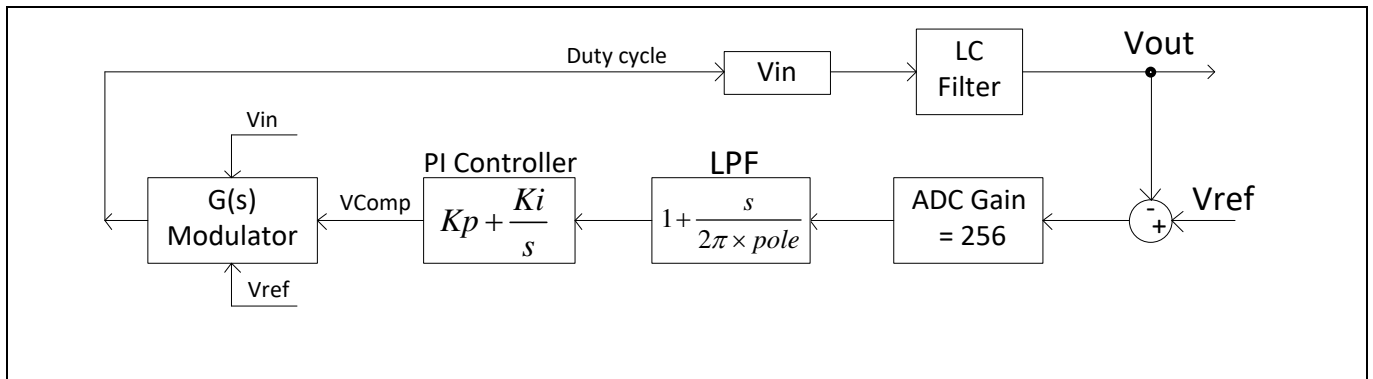 Duty cycle
Vin
LC
Filter
Vout
Vin
G(s)
Modulator
Vref
VComp
PI Controller
Kp + Ki/s
LPF
1 + s/(2π × pole)
ADC Gain
= 256
-
+
Vref